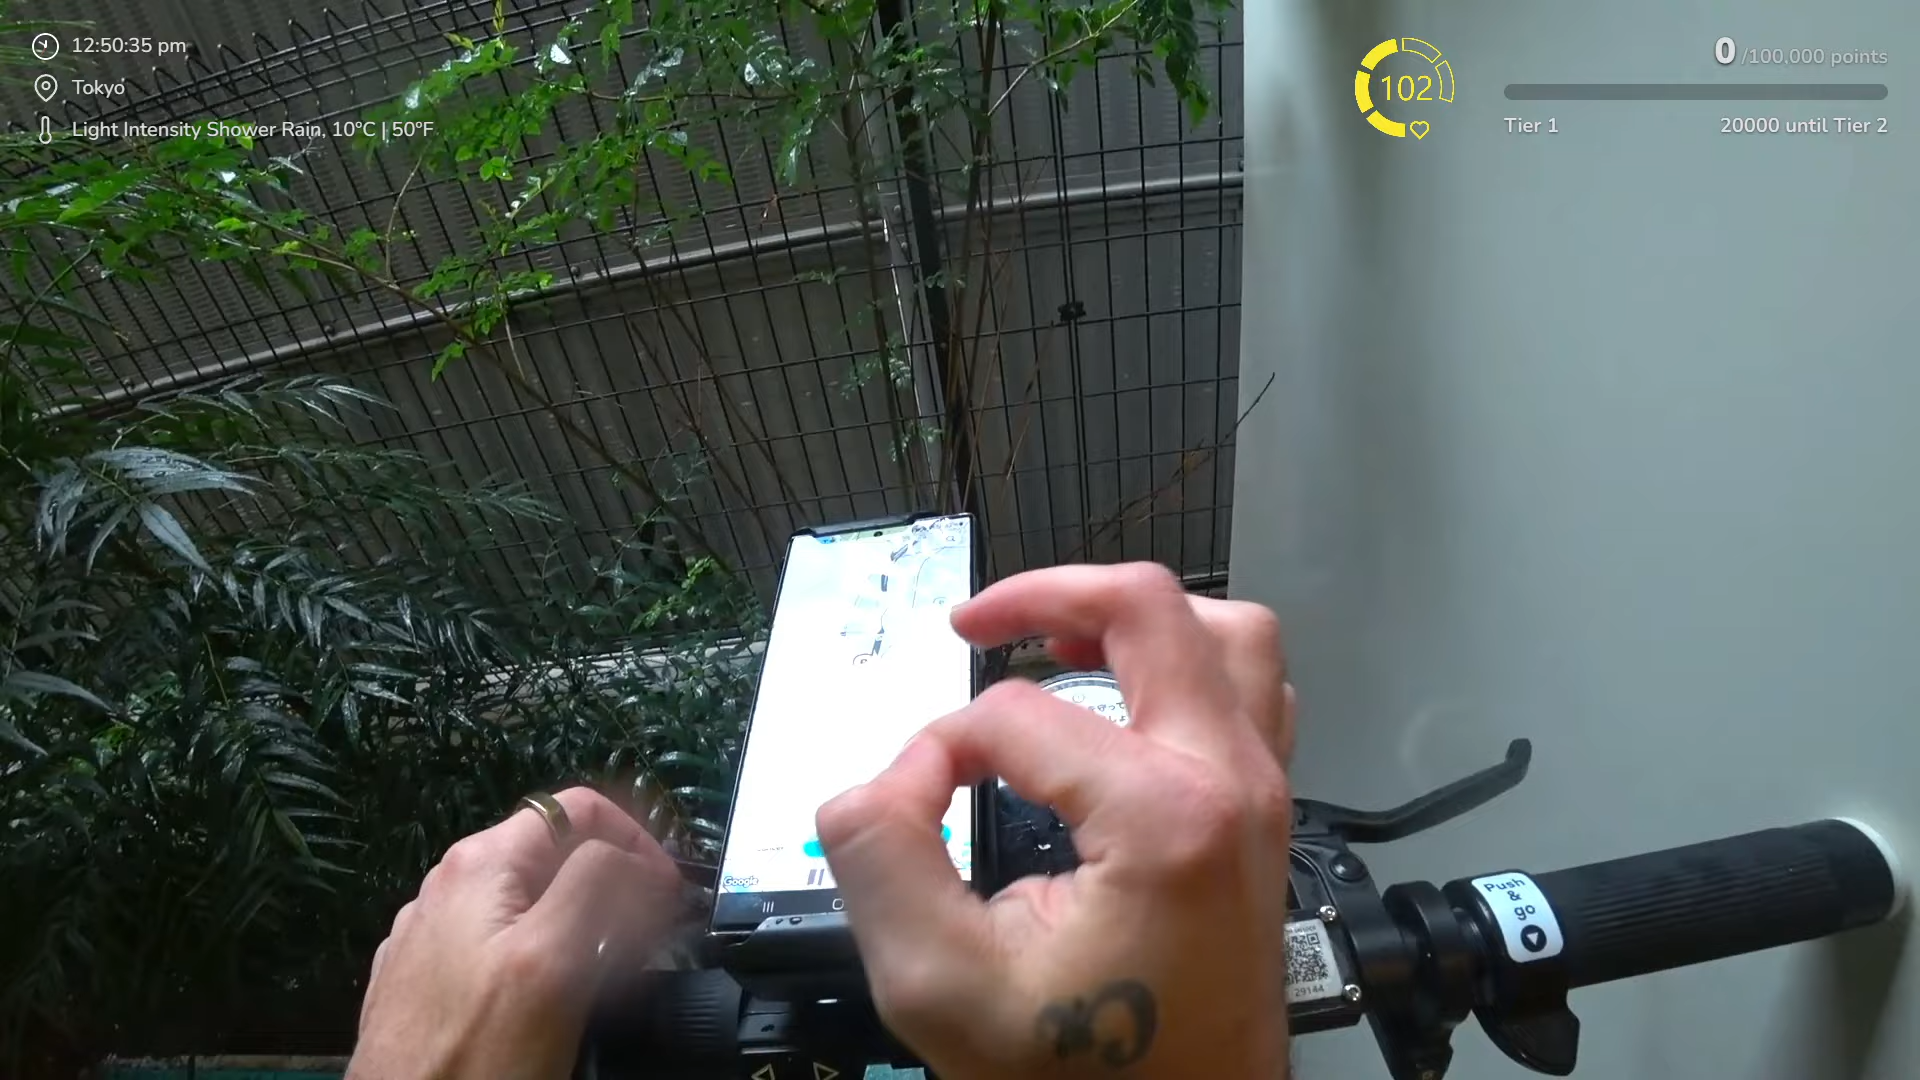 12:50:35 pm
Tokyo
Light Intensity Shower Rain, 10°C | 50°F
102
0 /100,000 points
Tier 1
20000 until Tier 2
Google
Push
&
go
29144